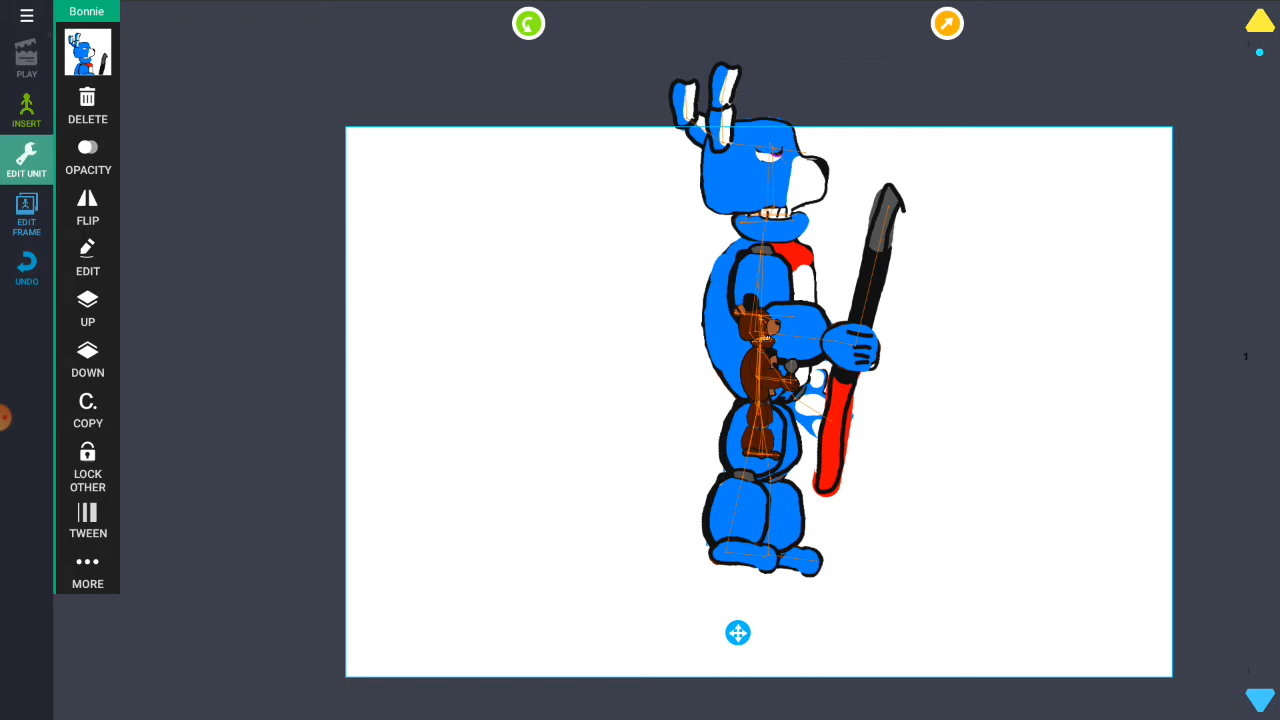 Bonnie
PLAY
INSERT
EDIT UNIT
EDIT
FRAME
UNDO
DELETE
OPACITY
FLIP
EDIT
UP
DOWN
C.
COPY
LOCK
OTHER
TWEEN
MORE
1